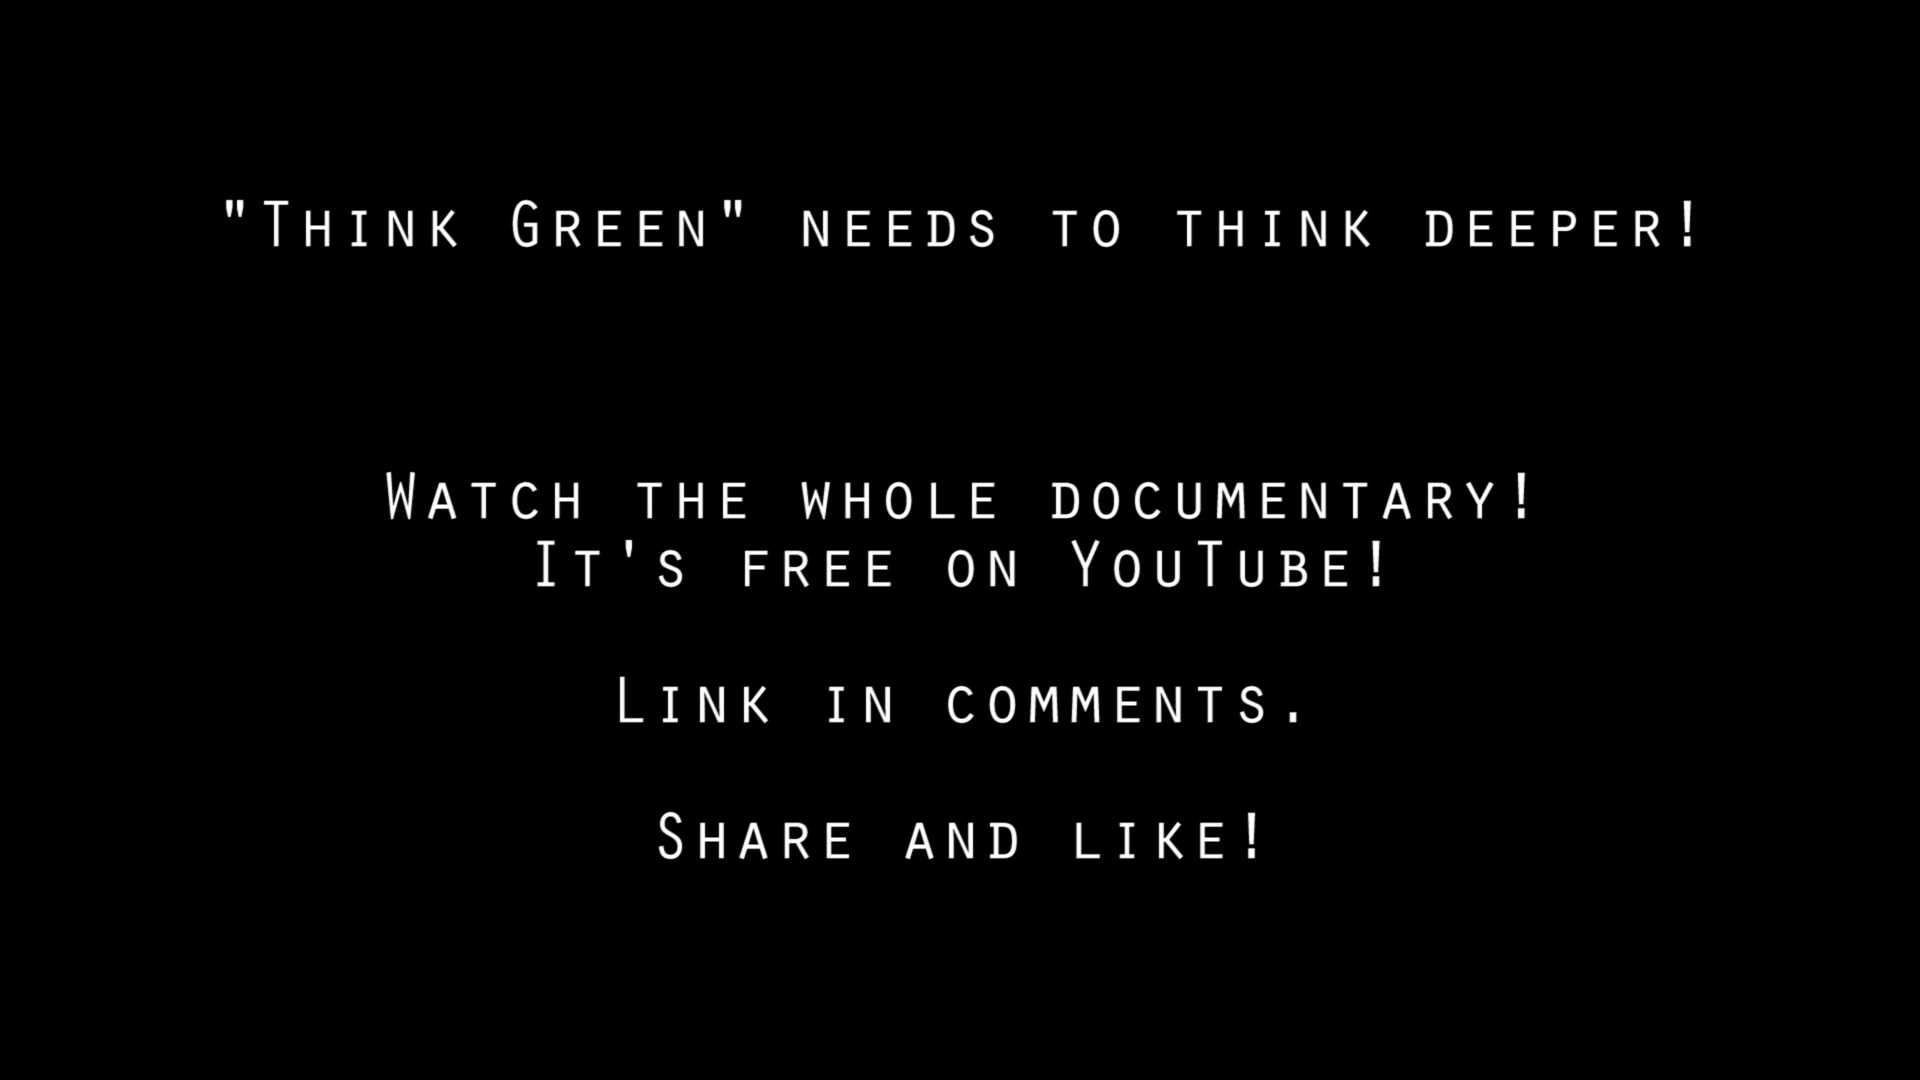 "Think Green" needs to think deeper!
Watch the whole documentary!
It's free on YouTube!
Link in comments.
Share and like!